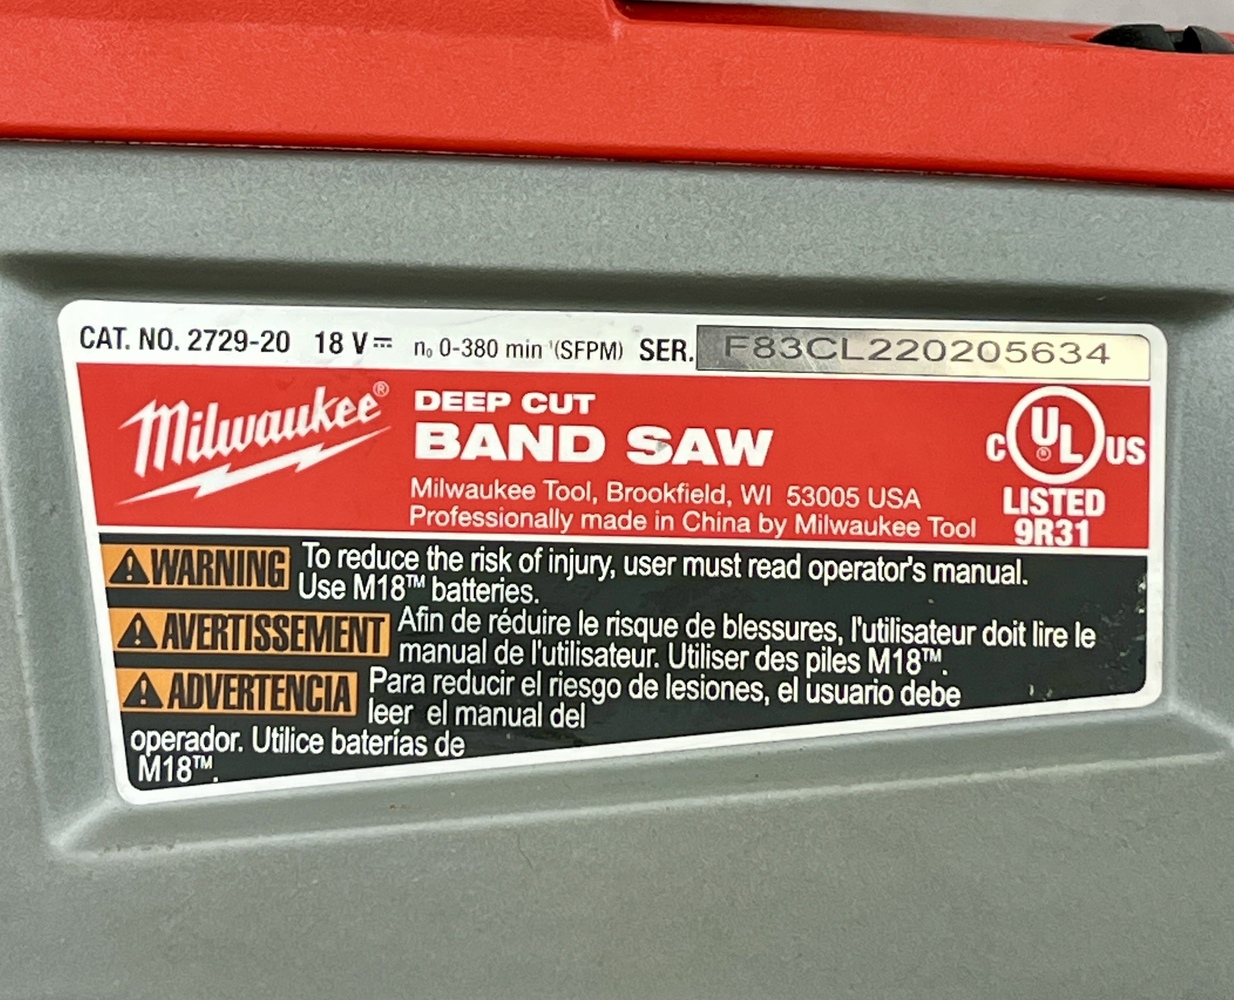 CAT. NO. 2729-20 18 V⎓ n₀ 0-380 min⁻¹(SFPM) SER. F83CL220205634
Milwaukee®
DEEP CUT
BAND SAW
Milwaukee Tool, Brookfield, WI 53005 USA
Professionally made in China by Milwaukee Tool
C UL® US
LISTED
9R31
WARNING To reduce the risk of injury, user must read operator's manual.
Use M18™ batteries.
AVERTISSEMENT Afin de réduire le risque de blessures, l'utilisateur doit lire le
manual de l'utilisateur. Utiliser des piles M18™.
ADVERTENCIA Para reducir el riesgo de lesiones, el usuario debe
leer el manual del
operador. Utilice baterías de
M18™.